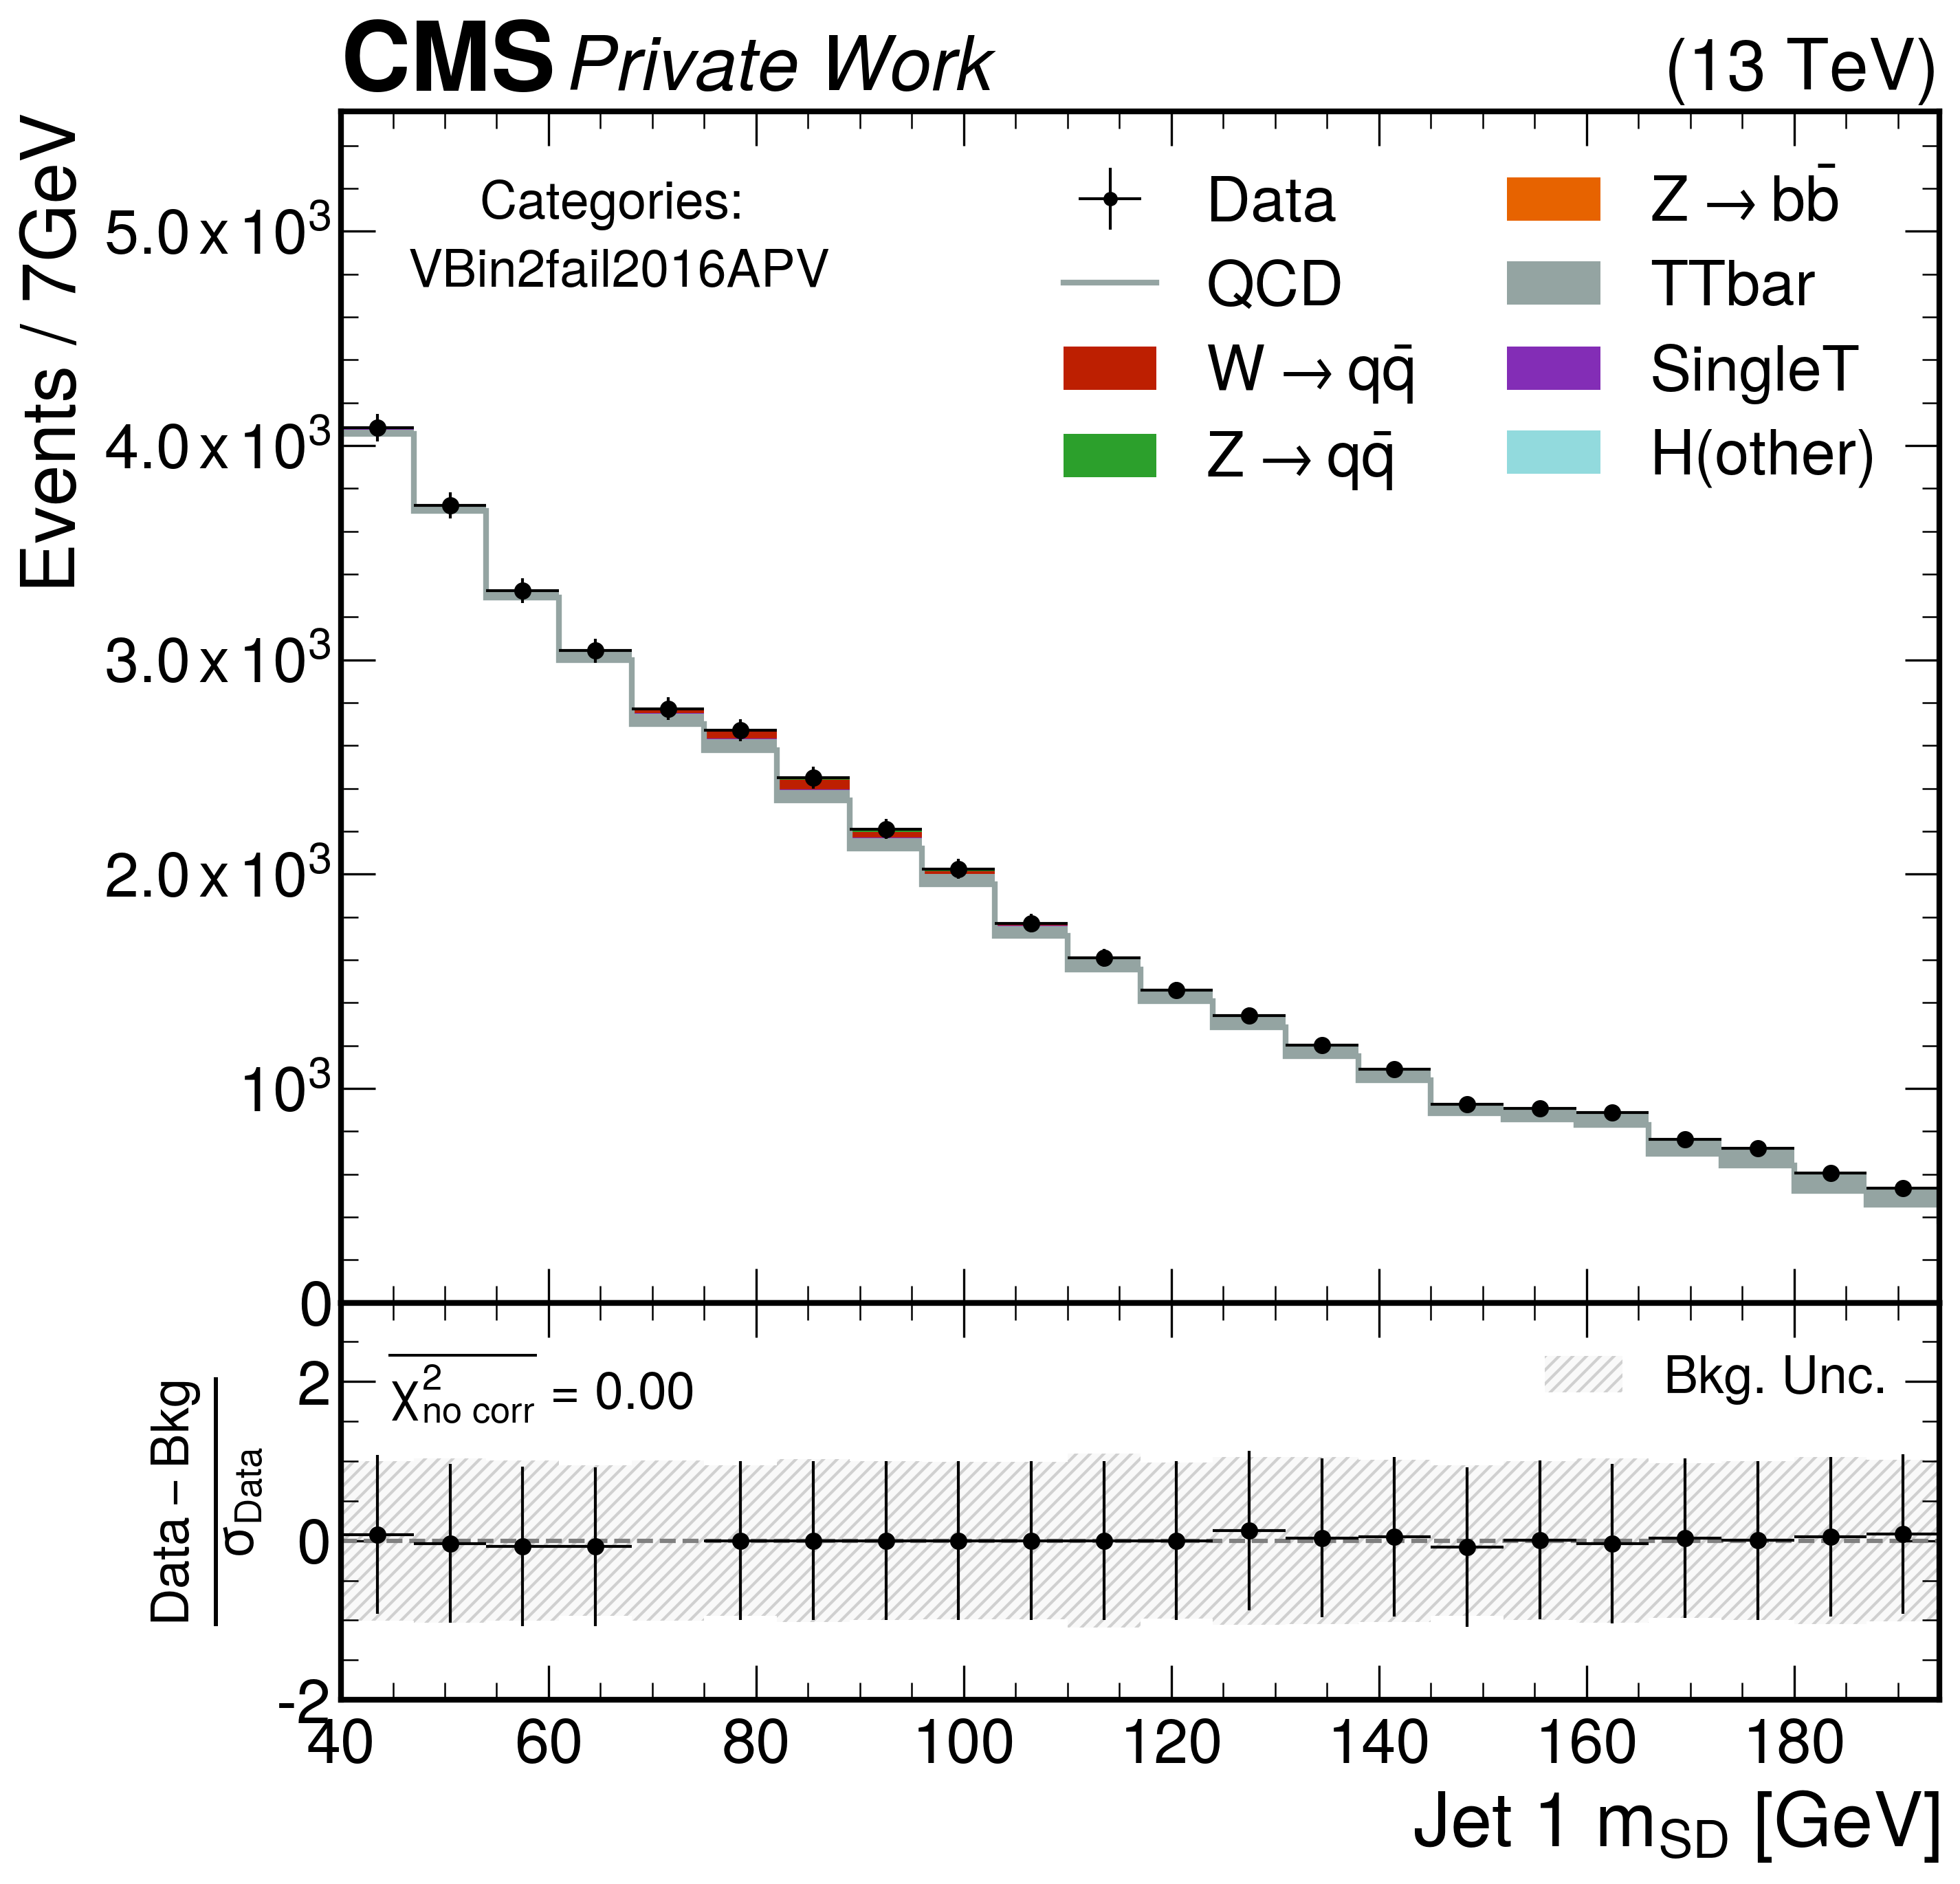 CMS Private Work (13 TeV)
Events / 7GeV
Categories:
VBin2fail2016APV
Data
QCD
W → qq̄
Z → qq̄
Z → bb̄
TTbar
SingleT
H(other)
5.0 x 10³
4.0 x 10³
3.0 x 10³
2.0 x 10³
10³
0
Data – Bkg
σData
χ²no corr = 0.00
Bkg. Unc.
2
0
-2
40 60 80 100 120 140 160 180
Jet 1 mSD [GeV]